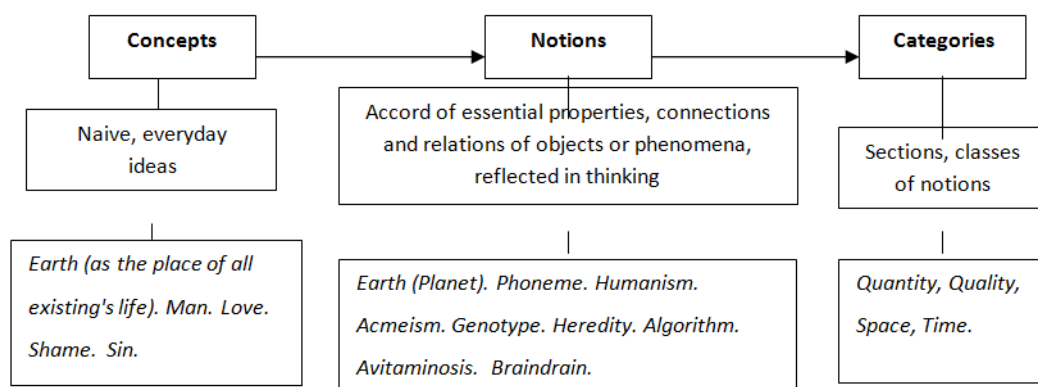 Concepts
Notions
Categories
Naive, everyday
ideas
Accord of essential properties, connections
and relations of objects or phenomena,
reflected in thinking
Sections, classes
of notions
Earth (as the place of all
existing's life). Man. Love.
Shame. Sin.
Earth (Planet). Phoneme. Humanism.
Acmeism. Genotype. Heredity. Algorithm.
Avitaminosis. Braindrain.
Quantity, Quality,
Space, Time.